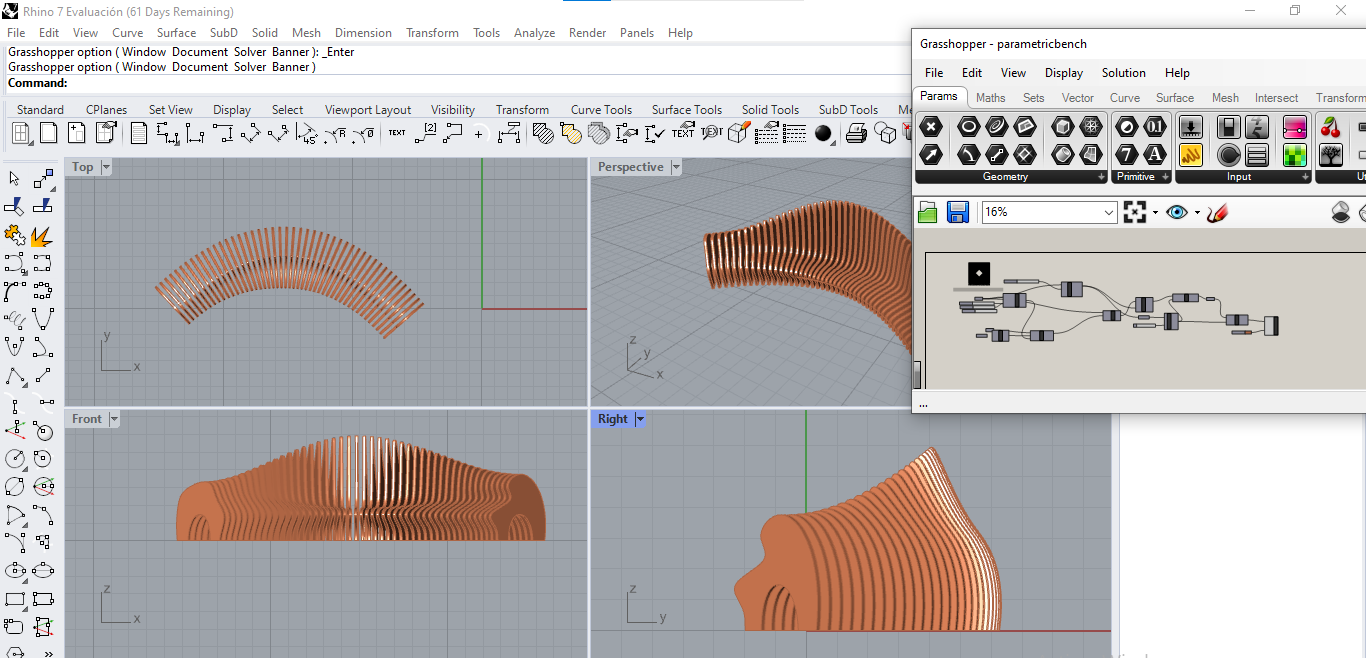 Rhino 7 Evaluación (61 Days Remaining)
File Edit View Curve Surface SubD Solid Mesh Dimension Transform Tools Analyze Render Panels Help
Grasshopper option ( Window Document Solver Banner ): _Enter
Grasshopper option ( Window Document Solver Banner )
Command:
Standard CPlanes Set View Display Select Viewport Layout Visibility Transform Curve Tools Surface Tools Solid Tools SubD Tools
TEXT
Top
y
x
Perspective
z
y
x
Front
z
x
Right
z
y
Grasshopper - parametricbench
File Edit View Display Solution Help
Params Maths Sets Vector Curve Surface Mesh Intersect Transform
Geometry Primitive Input
16%
...